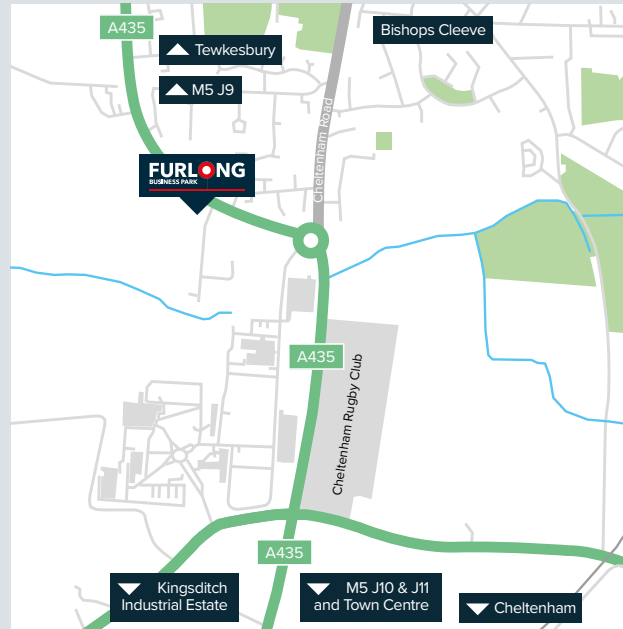 A435
Tewkesbury
Bishops Cleeve
M5 J9
Cheltenham Road
FURLONG
BUSINESS PARK
A435
Cheltenham Rugby Club
A435
Kingsditch
Industrial Estate
M5 J10 & J11
and Town Centre
Cheltenham